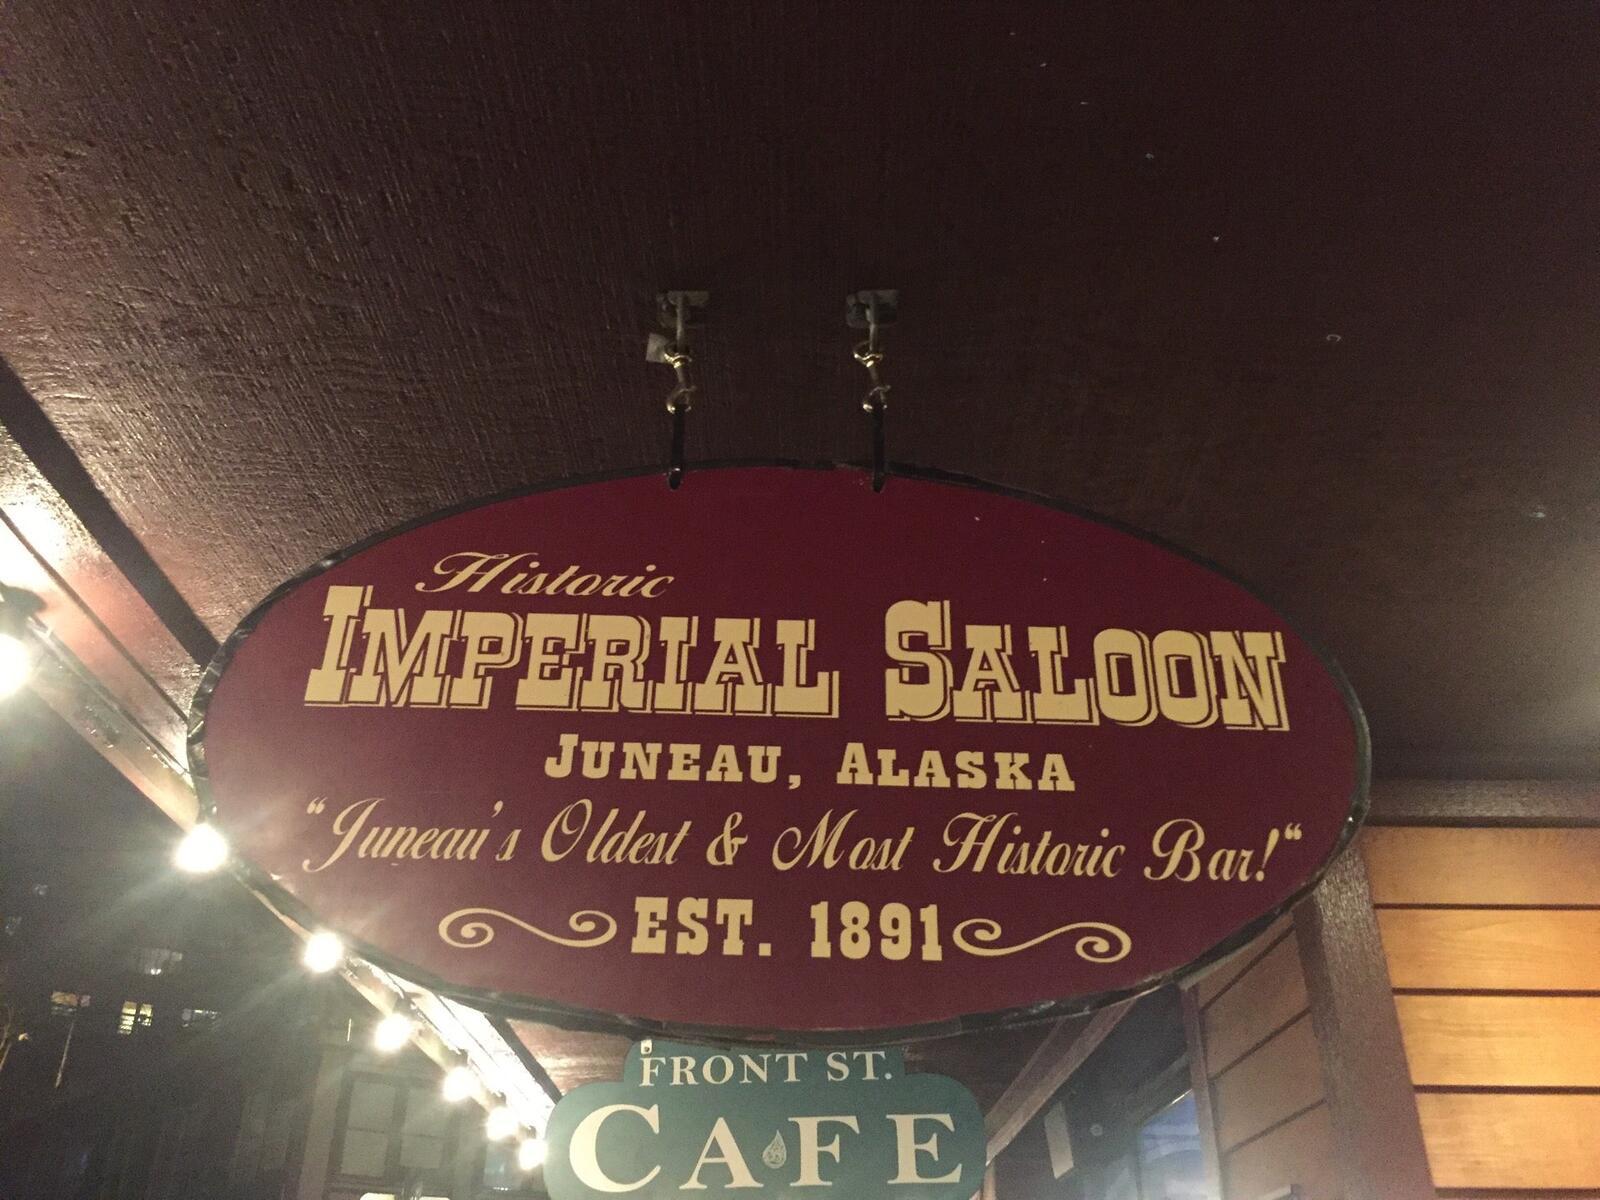 Historic
IMPERIAL SALOON
JUNEAU, ALASKA
“Juneau's Oldest & Most Historic Bar!“
EST. 1891
FRONT ST.
CAFE